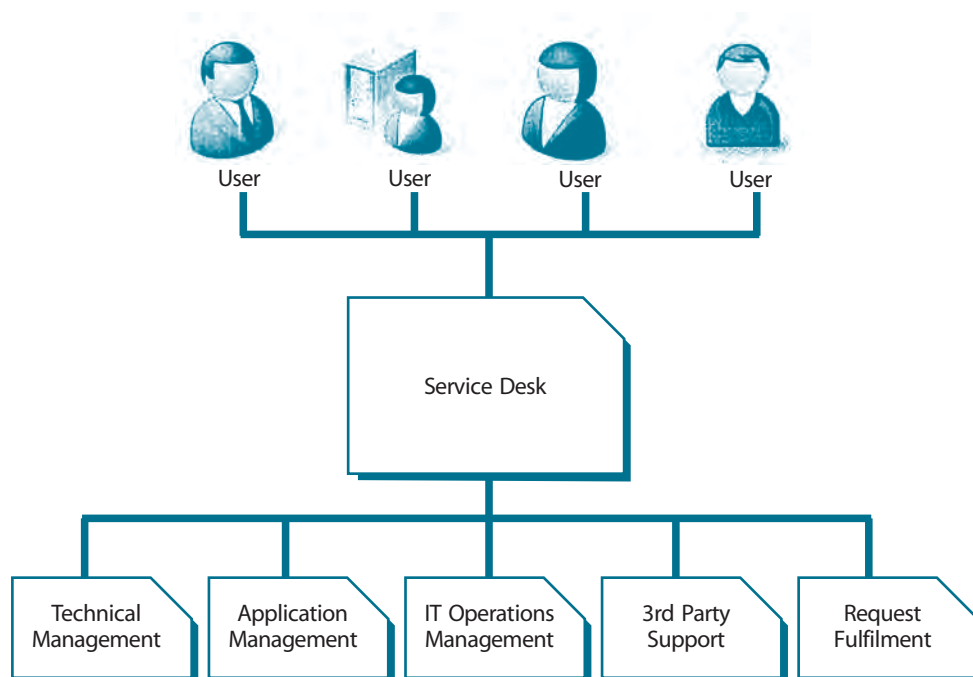 User
User
User
User
Service Desk
Technical
Management
Application
Management
IT Operations
Management
3rd Party
Support
Request
Fulfilment